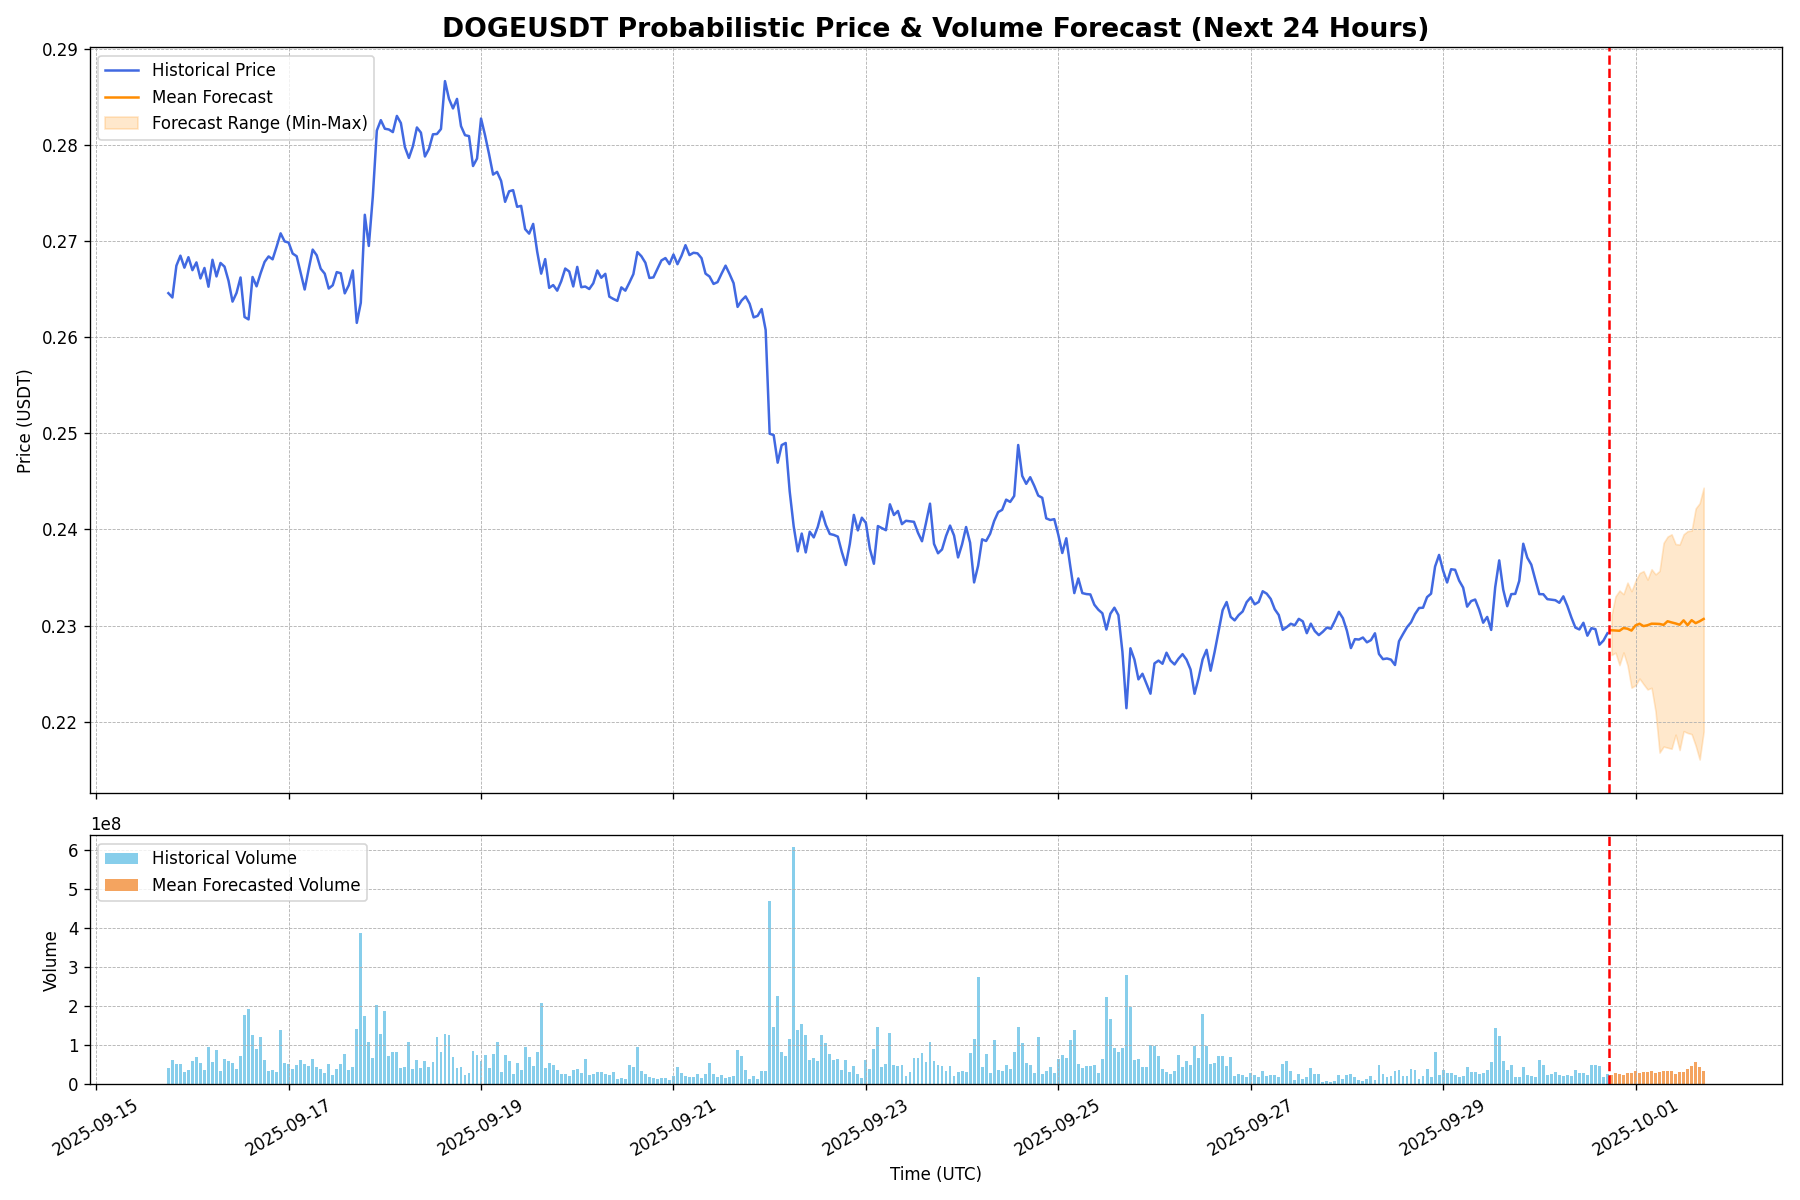 DOGEUSDT Probabilistic Price & Volume Forecast (Next 24 Hours)
Historical Price
Mean Forecast
Forecast Range (Min-Max)
Price (USDT)
0.29
0.28
0.27
0.26
0.25
0.24
0.23
0.22
1e8
Historical Volume
Mean Forecasted Volume
Volume
6
5
4
3
2
1
0
2025-09-15
2025-09-17
2025-09-19
2025-09-21
2025-09-23
2025-09-25
2025-09-27
2025-09-29
2025-10-01
Time (UTC)